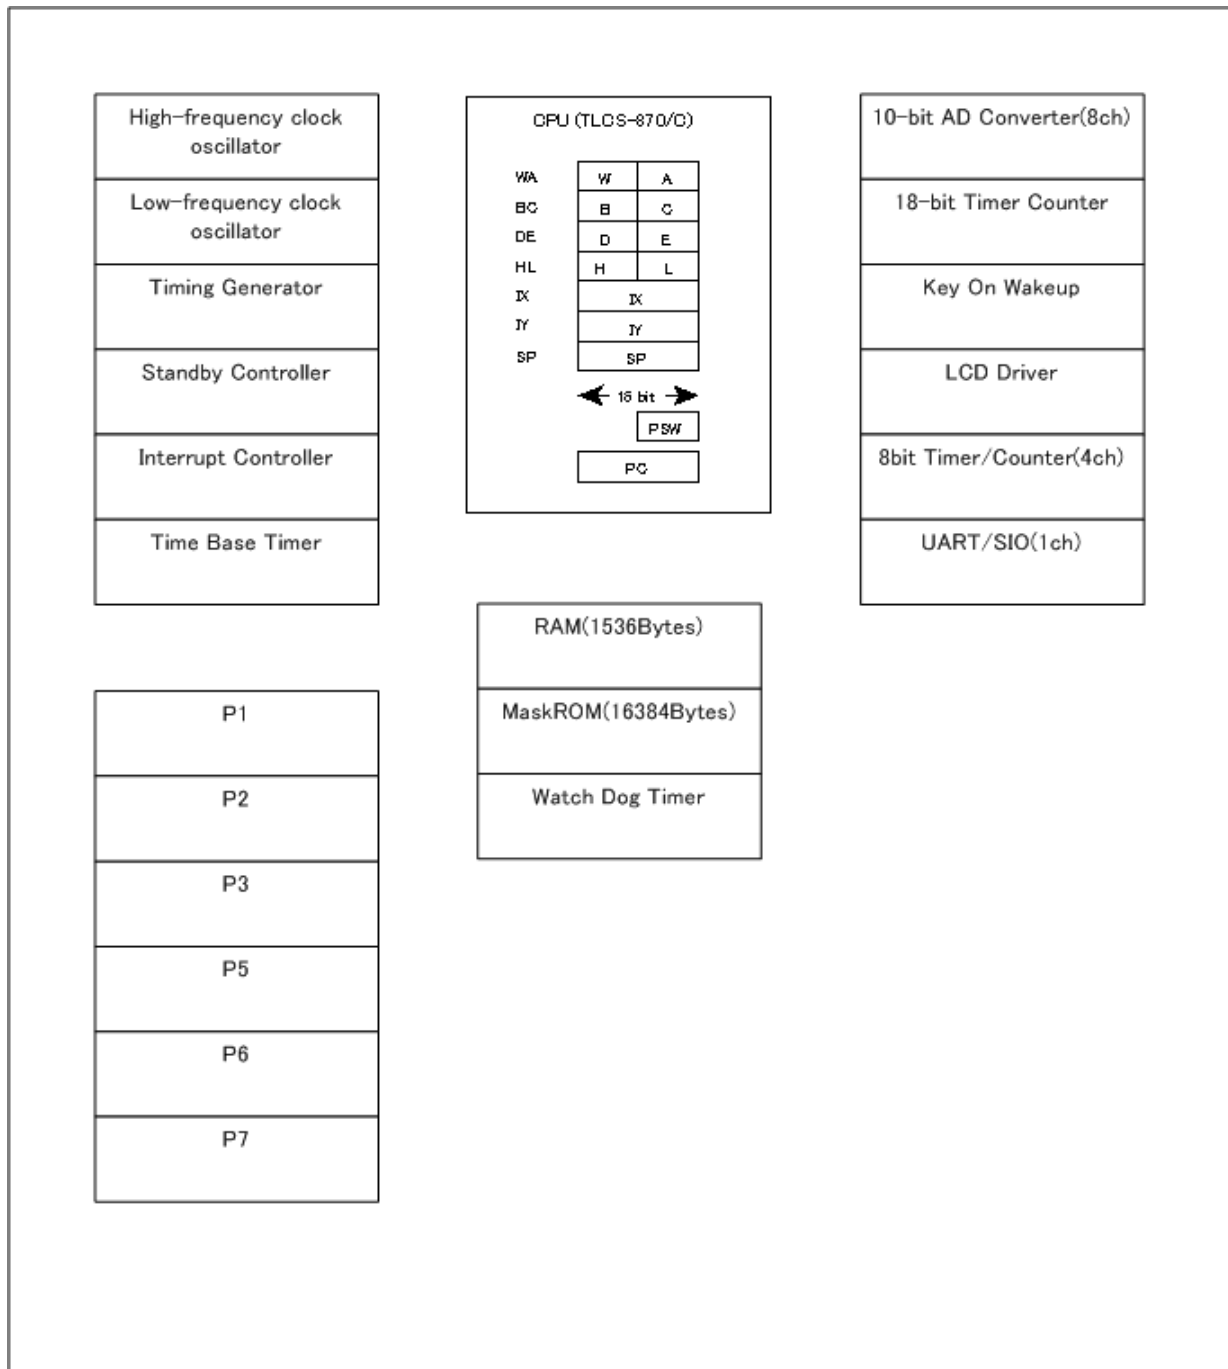 High-frequency clock
oscillator
Low-frequency clock
oscillator
Timing Generator
Standby Controller
Interrupt Controller
Time Base Timer
CPU (TLCS-870/C)
WA W A
BC B C
DE D E
HL H L
IX IX
IY IY
SP SP
16 bit
PSW
PC
10-bit AD Converter(8ch)
18-bit Timer Counter
Key On Wakeup
LCD Driver
8bit Timer/Counter(4ch)
UART/SIO(1ch)
RAM(1536Bytes)
MaskROM(16384Bytes)
Watch Dog Timer
P1
P2
P3
P5
P6
P7